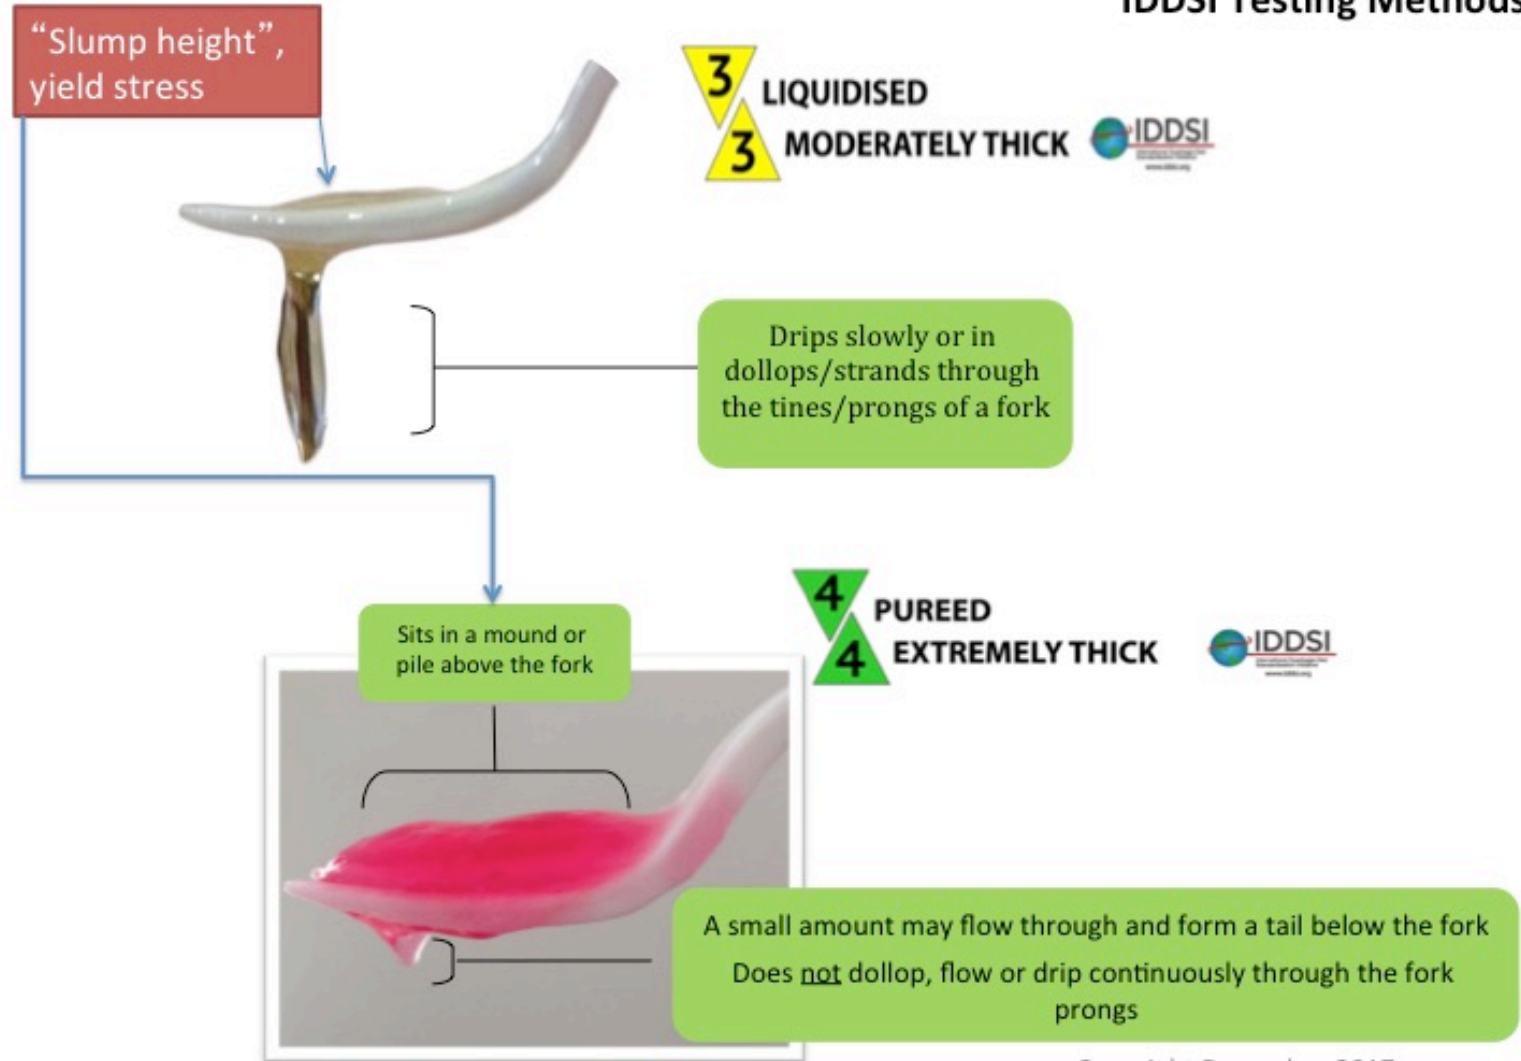 IDDSI Testing Methods
“Slump height”,
yield stress
3 LIQUIDISED
3 MODERATELY THICK
IDDSI
Drips slowly or in
dollops/strands through
the tines/prongs of a fork
4 PUREED
4 EXTREMELY THICK
IDDSI
Sits in a mound or
pile above the fork
A small amount may flow through and form a tail below the fork
Does not dollop, flow or drip continuously through the fork
prongs